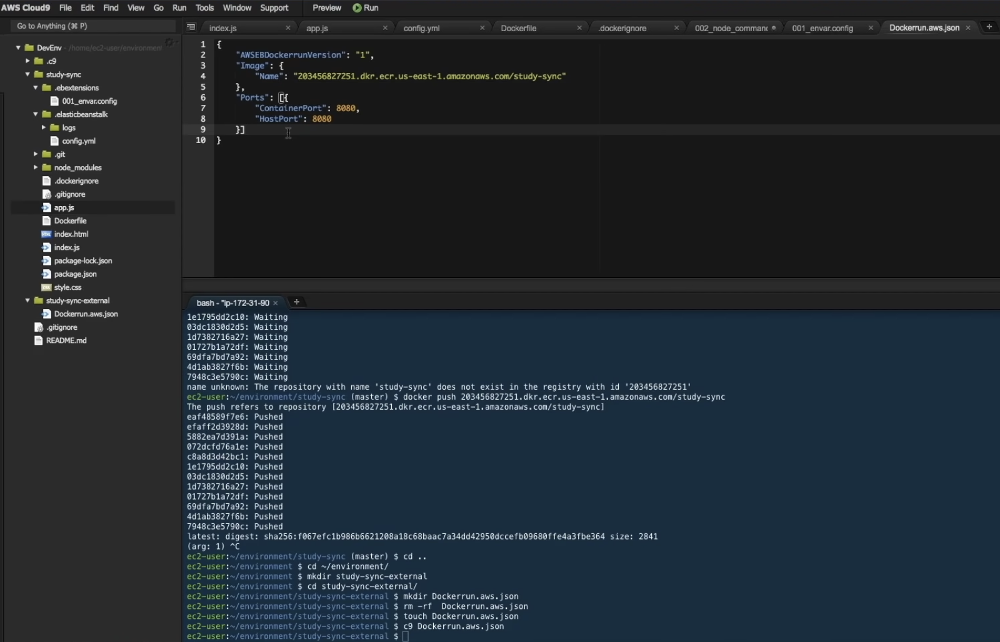 AWS Cloud9 File Edit Find View Go Run Tools Window Support Preview Run
Go to Anything (⌘ P)
index.js × app.js × config.yml × Dockerfile × .dockerignore × 002_node_comman 001_envar.config × Dockerrun.aws.json × +
DevEnv - /home/ec2-user/environment
.c9
study-sync
.ebextensions
001_envar.config
.elasticbeanstalk
logs
config.yml
.git
node_modules
.dockerignore
.gitignore
app.js
Dockerfile
index.html
index.js
package-lock.json
package.json
style.css
study-sync-external
Dockerrun.aws.json
.gitignore
README.md
1 {
2 "AWSEBDockerrunVersion": "1",
3 "Image": {
4 "Name": "203456827251.dkr.ecr.us-east-1.amazonaws.com/study-sync"
5 },
6 "Ports": [{
7 "ContainerPort": 8080,
8 "HostPort": 8080
9 }]
10 }
bash - "ip-172-31-90 × +
1e1795dd2c10: Waiting
03dc1830d2d5: Waiting
1d7382716a27: Waiting
01727b1a72df: Waiting
69dfa7bd7a92: Waiting
4d1ab3827f6b: Waiting
7948c3e5790c: Waiting
name unknown: The repository with name 'study-sync' does not exist in the registry with id '203456827251'
ec2-user:~/environment/study-sync (master) $ docker push 203456827251.dkr.ecr.us-east-1.amazonaws.com/study-sync
The push refers to repository [203456827251.dkr.ecr.us-east-1.amazonaws.com/study-sync]
eaf48589f7e6: Pushed
efaff2d3928d: Pushed
5882ea7d391a: Pushed
072dcfd76a1e: Pushed
c8a8d3d42bc1: Pushed
1e1795dd2c10: Pushed
03dc1830d2d5: Pushed
1d7382716a27: Pushed
01727b1a72df: Pushed
69dfa7bd7a92: Pushed
4d1ab3827f6b: Pushed
7948c3e5790c: Pushed
latest: digest: sha256:f067efc1b986b6621208a18c68baac7a34dd42950dccefb09680ffe4a3fbe364 size: 2841
(arg: 1) ^C
ec2-user:~/environment/study-sync (master) $ cd ..
ec2-user:~/environment $ cd ~/environment/
ec2-user:~/environment $ mkdir study-sync-external
ec2-user:~/environment $ cd study-sync-external/
ec2-user:~/environment/study-sync-external $ mkdir Dockerrun.aws.json
ec2-user:~/environment/study-sync-external $ rm -rf  Dockerrun.aws.json
ec2-user:~/environment/study-sync-external $ touch Dockerrun.aws.json
ec2-user:~/environment/study-sync-external $ c9 Dockerrun.aws.json
ec2-user:~/environment/study-sync-external $